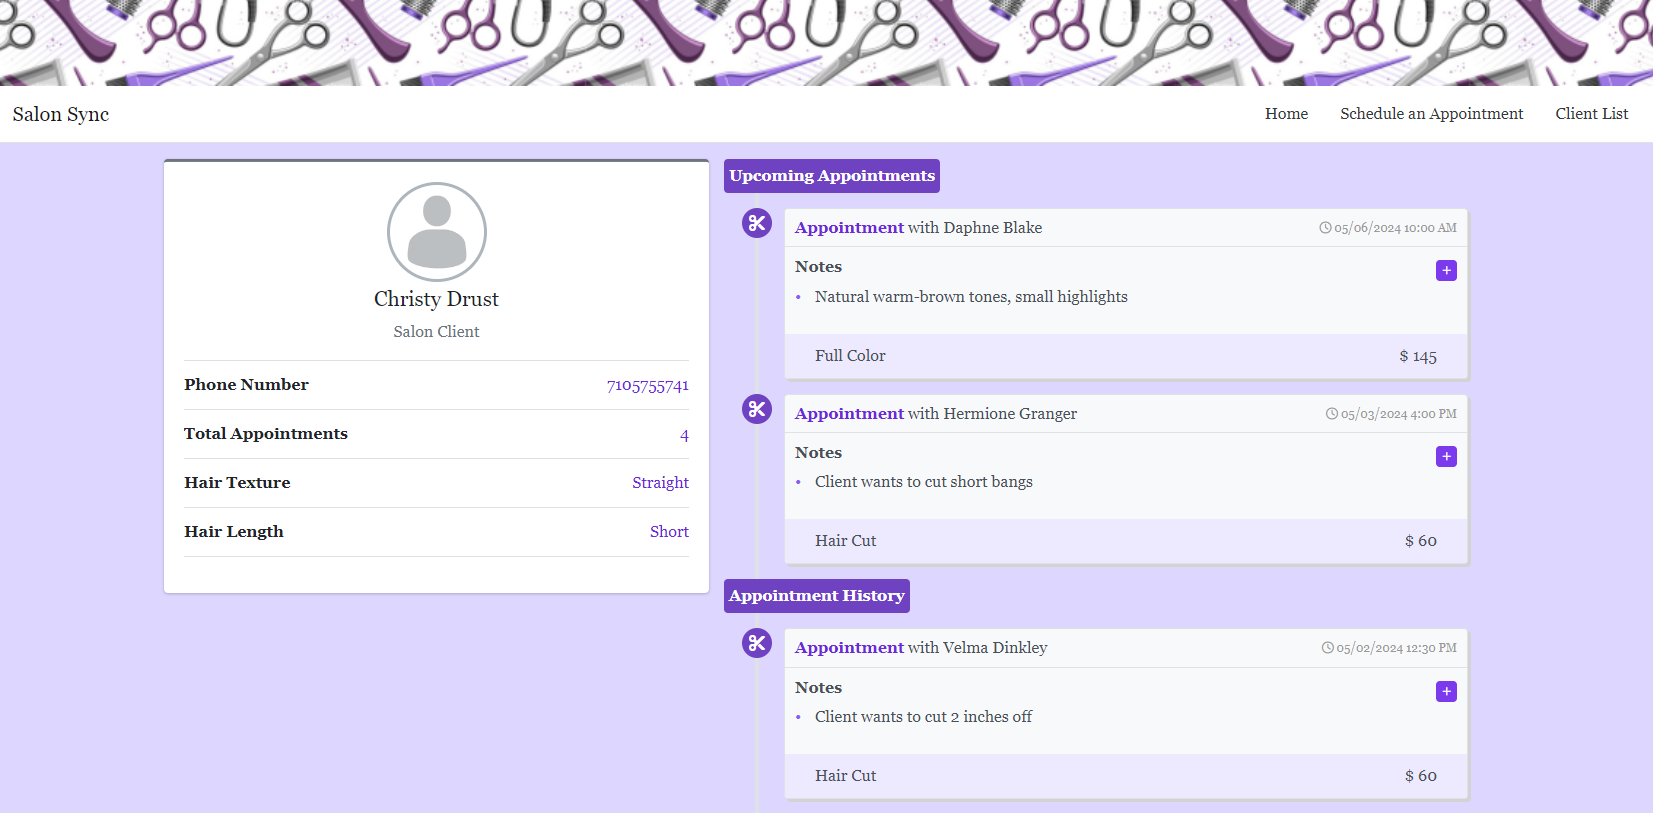 Salon Sync
Home
Schedule an Appointment
Client List
Christy Drust
Salon Client
Phone Number 7105755741
Total Appointments 4
Hair Texture Straight
Hair Length Short
Upcoming Appointments
Appointment with Daphne Blake 05/06/2024 10:00 AM
Notes +
• Natural warm-brown tones, small highlights
Full Color $ 145
Appointment with Hermione Granger 05/03/2024 4:00 PM
Notes +
• Client wants to cut short bangs
Hair Cut $ 60
Appointment History
Appointment with Velma Dinkley 05/02/2024 12:30 PM
Notes +
• Client wants to cut 2 inches off
Hair Cut $ 60